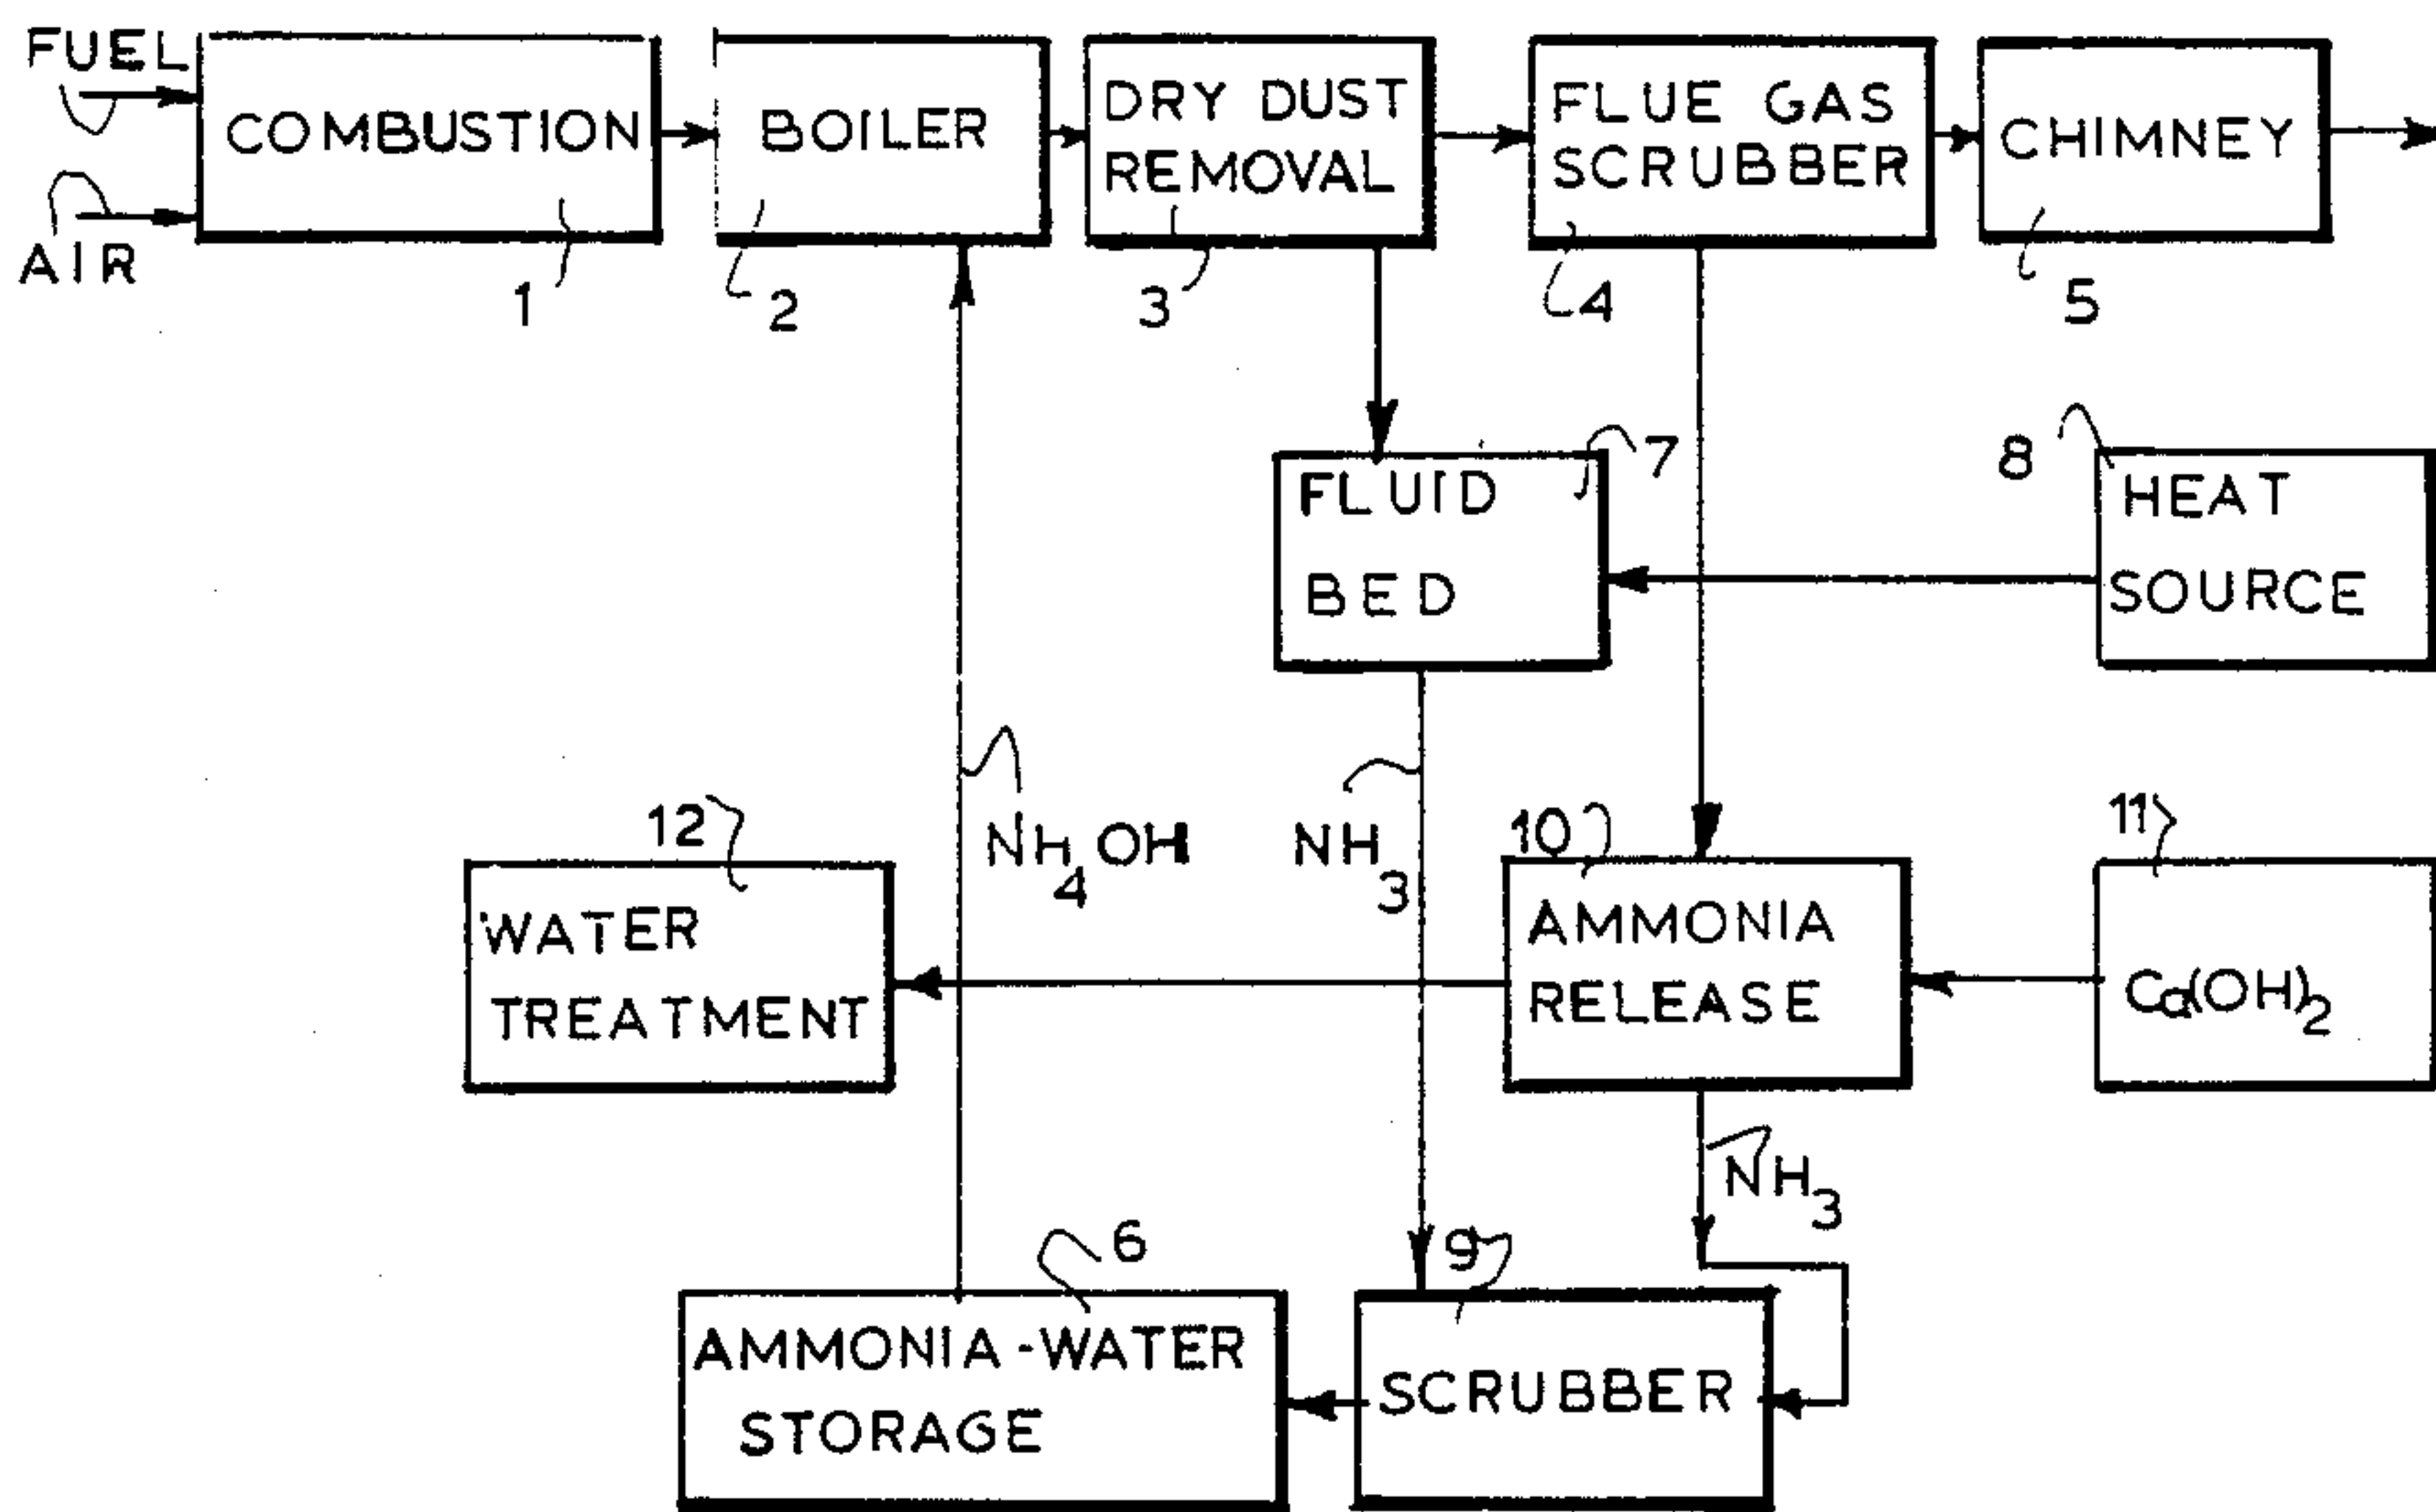 FUEL
AIR
COMBUSTION
1
BOILER
2
DRY DUST
REMOVAL
3
FLUE GAS
SCRUBBER
4
CHIMNEY
5
FLUID
BED
7
8
HEAT
SOURCE
12
WATER
TREATMENT
NH4OH
NH3
10
AMMONIA
RELEASE
11
Ca(OH)2
NH3
6
AMMONIA-WATER
STORAGE
9
SCRUBBER